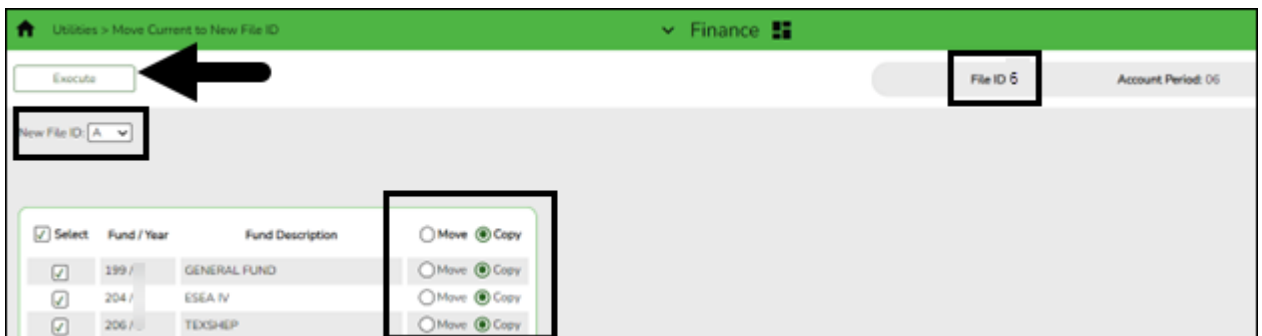 Utilities > Move Current to New File ID
Finance
Execute
File ID 6
Account Period: 06
New File ID: A
Select Fund / Year Fund Description Move Copy
199 / GENERAL FUND Move Copy
204 / ESEA IV Move Copy
206 / TEXSHEP Move Copy